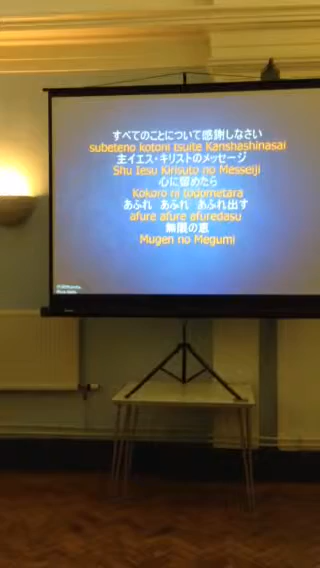 すべてのことについて感謝しなさい
subeteno kotoni tsuite Kanshashinasai
主イエス・キリストのメッセージ
Shu Iesu Kirisuto no Messeiji
心に留めたら
Kokoro ni todometara
あふれ あふれ あふれ出す
afure afure afuredasu
無限の恵
Mugen no Megumi